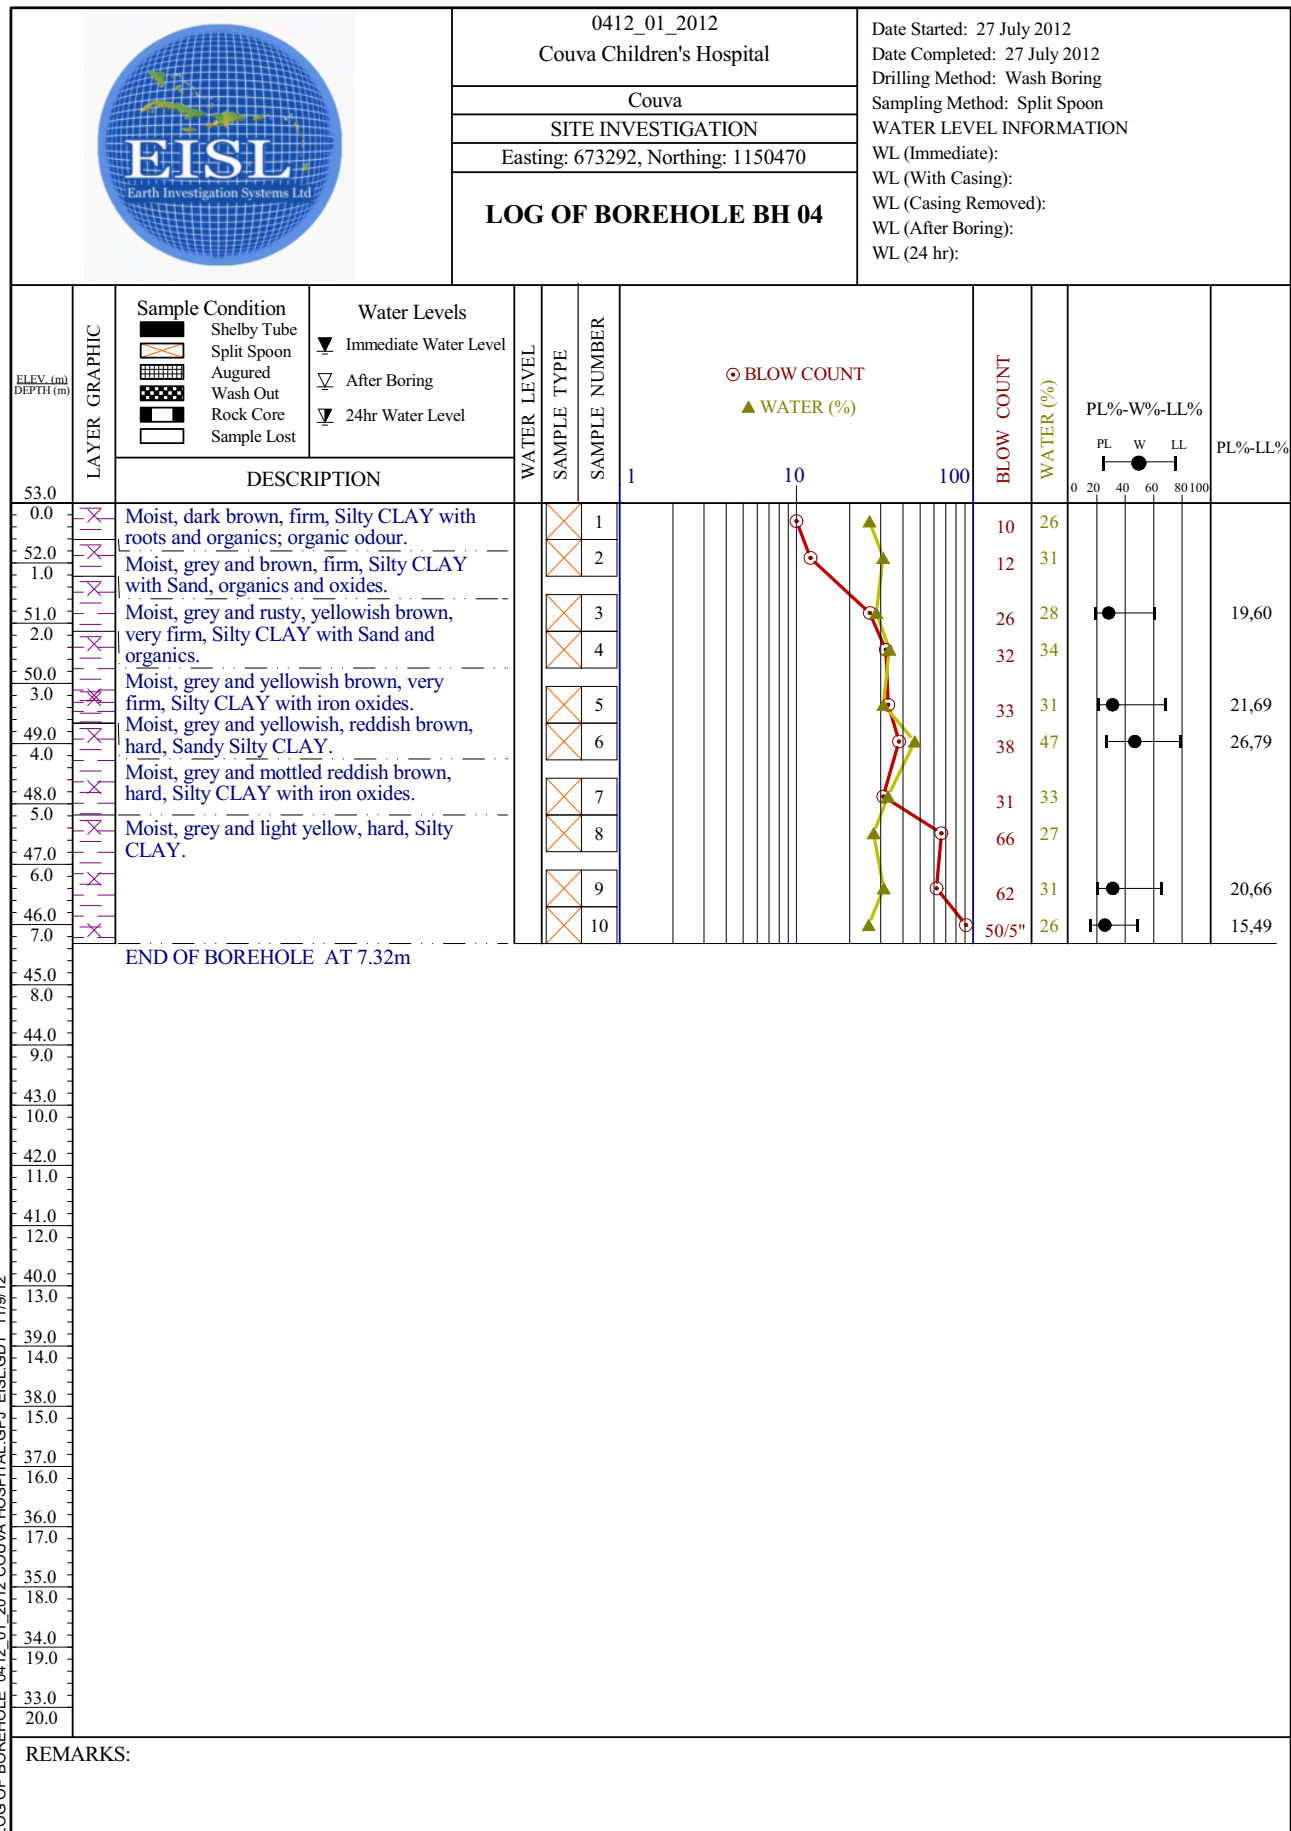 EISL
Earth Investigation Systems Ltd
0412_01_2012
Couva Children's Hospital
Couva
SITE INVESTIGATION
Easting: 673292, Northing: 1150470
LOG OF BOREHOLE BH 04
Date Started: 27 July 2012
Date Completed: 27 July 2012
Drilling Method: Wash Boring
Sampling Method: Split Spoon
WATER LEVEL INFORMATION
WL (Immediate):
WL (With Casing):
WL (Casing Removed):
WL (After Boring):
WL (24 hr):
ELEV. (m)
DEPTH (m)
LAYER GRAPHIC
Sample Condition
Shelby Tube
Split Spoon
Augured
Wash Out
Rock Core
Sample Lost
Water Levels
Immediate Water Level
After Boring
24hr Water Level
DESCRIPTION
WATER LEVEL
SAMPLE TYPE
SAMPLE NUMBER
BLOW COUNT
WATER (%)
1 10 100
BLOW COUNT
WATER (%)
PL%-W%-LL%
PL W LL
0 20 40 60 80 100
PL%-LL%
53.0
0.0
52.0
1.0
51.0
2.0
50.0
3.0
49.0
4.0
48.0
5.0
47.0
6.0
46.0
7.0
45.0
8.0
44.0
9.0
43.0
10.0
42.0
11.0
41.0
12.0
40.0
13.0
39.0
14.0
38.0
15.0
37.0
16.0
36.0
17.0
35.0
18.0
34.0
19.0
33.0
20.0
Moist, dark brown, firm, Silty CLAY with
roots and organics; organic odour.
Moist, grey and brown, firm, Silty CLAY
with Sand, organics and oxides.
Moist, grey and rusty, yellowish brown,
very firm, Silty CLAY with Sand and
organics.
Moist, grey and yellowish brown, very
firm, Silty CLAY with iron oxides.
Moist, grey and yellowish, reddish brown,
hard, Sandy Silty CLAY.
Moist, grey and mottled reddish brown,
hard, Silty CLAY with iron oxides.
Moist, grey and light yellow, hard, Silty
CLAY.
END OF BOREHOLE AT 7.32m
1 10 26
2 12 31
3 26 28 19,60
4 32 34
5 33 31 21,69
6 38 47 26,79
7 31 33
8 66 27
9 62 31 20,66
10 50/5" 26 15,49
REMARKS:
LOG OF BOREHOLE 0412_01_2012 COUVA HOSPITAL.GPJ EISL.GDT 11/9/12